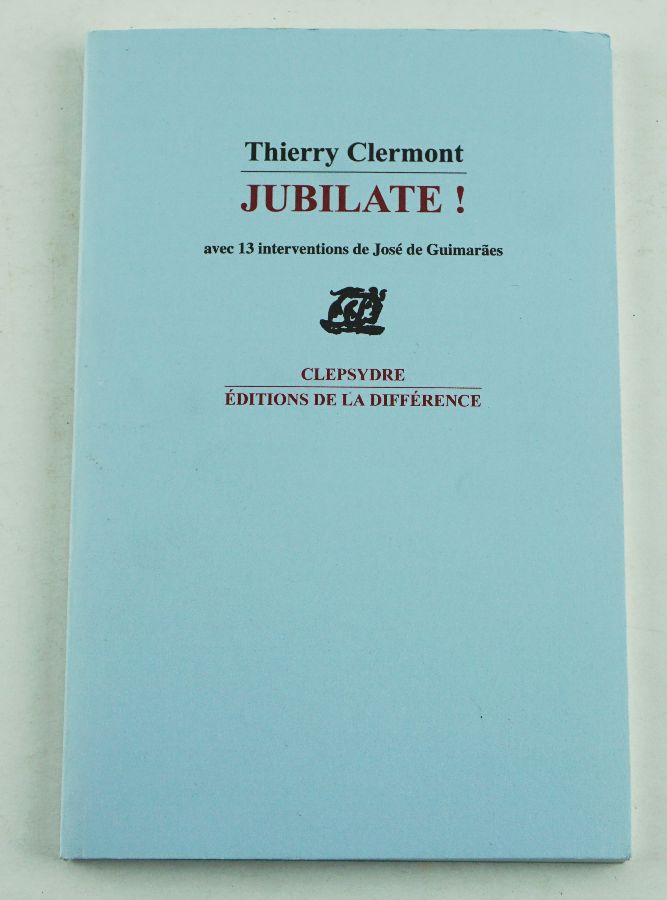 Thierry Clermont
JUBILATE !
avec 13 interventions de José de Guimarães
CLEPSYDRE
ÉDITIONS DE LA DIFFÉRENCE